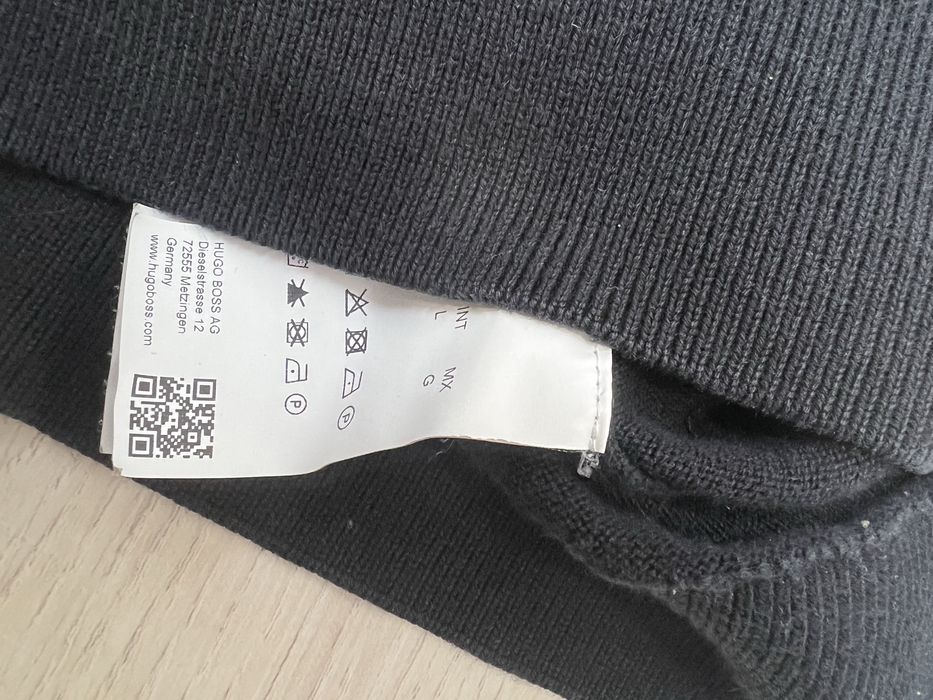 HUGO BOSS AG
Dieselstrasse 12
72555 Metzingen
Germany
www.hugoboss.com
INT MX
L G
P
P